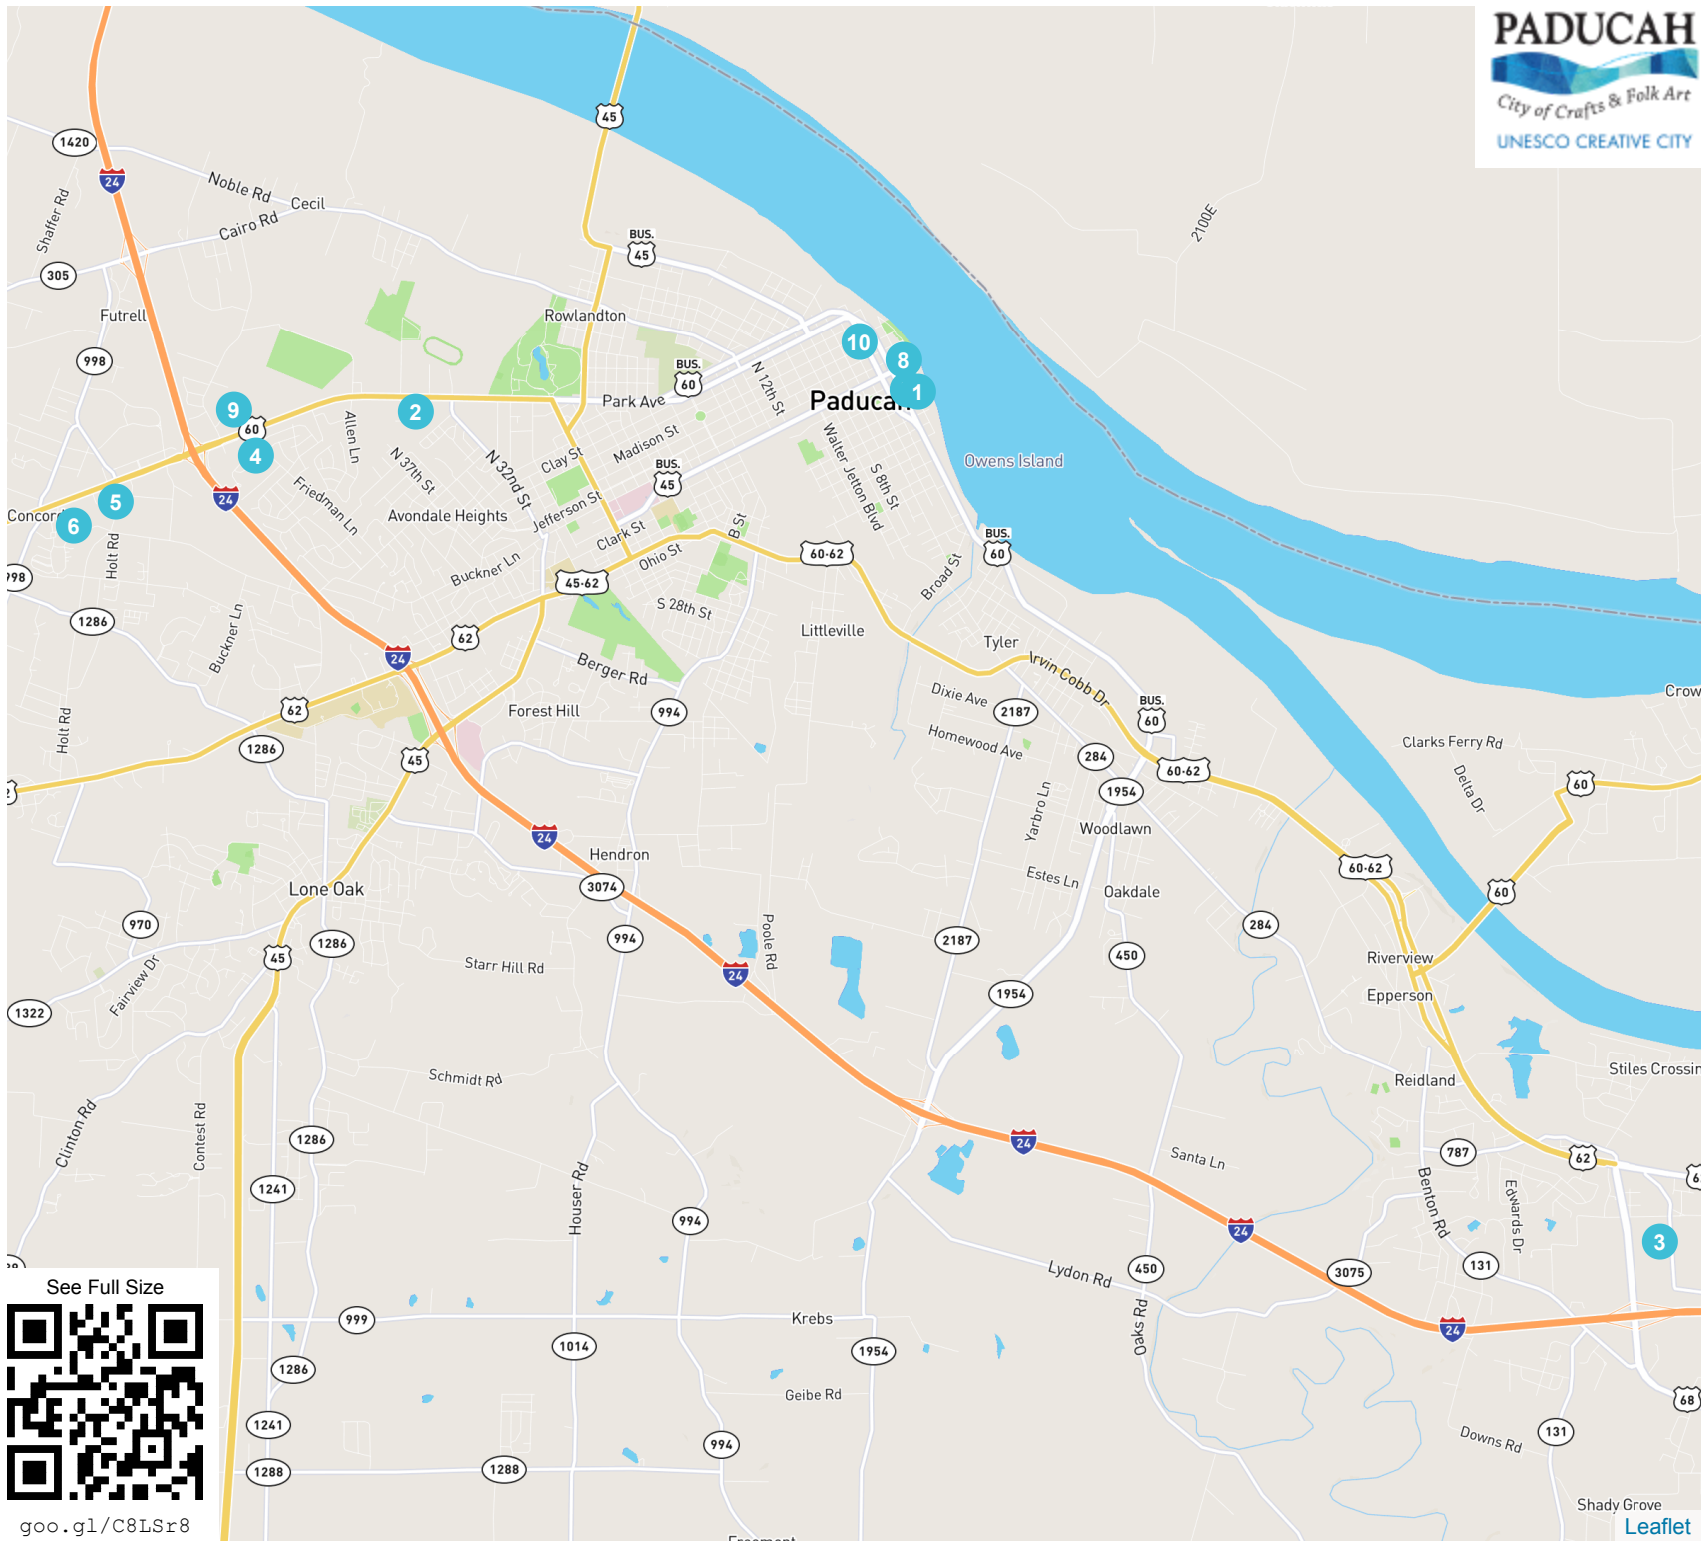 PADUCAH
City of Crafts & Folk Art
UNESCO CREATIVE CITY
45
1420
24
Noble Rd
Cecil
Shaffer Rd
Cairo Rd
2100E
BUS.
45
305
Futrell
Rowlandton
10
8
998
BUS.
60
N 12th St
1
Paducah
Park Ave
9
2
60
Allen Ln
4
Madison St
Walter Jetton Blvd
Clay St
N 37th St
N 32nd St
BUS.
45
S 8th St
Owens Island
5
24
Friedman Ln
Jefferson St
Concord
6
Avondale Heights
Clark St
B St
Holt Rd
Ohio St
60-62
BUS.
60
Buckner Ln
45-62
Broad St
998
S 28th St
1286
Buckner Ln
62
Littleville
Tyler
24
Berger Rd
Irvin Cobb Dr
Dixie Ave
Crow
62
Forest Hill
994
2187
BUS.
60
Holt Rd
1286
45
Homewood Ave
284
60-62
Clarks Ferry Rd
Delta Dr
60
2
1954
Yarbro Ln
Woodlawn
24
Hendron
3074
Estes Ln
60-62
Lone Oak
Oakdale
60
970
994
Poole Rd
2187
284
1286
45
Starr Hill Rd
24
450
Riverview
Fairview Dr
1954
Epperson
1322
Schmidt Rd
Stiles Crossin
Reidland
Clinton Rd
Contest Rd
1286
24
787
62
Santa Ln
6
1241
Houser Rd
Benton Rd
Edwards Dr
994
24
3
Lydon Rd
450
3075
131
See Full Size
999
Krebs
24
Oaks Rd
1014
1954
1286
Geibe Rd
68
1241
994
131
Downs Rd
1288
1288
Shady Grove
goo.gl/C8LSr8
Leaflet